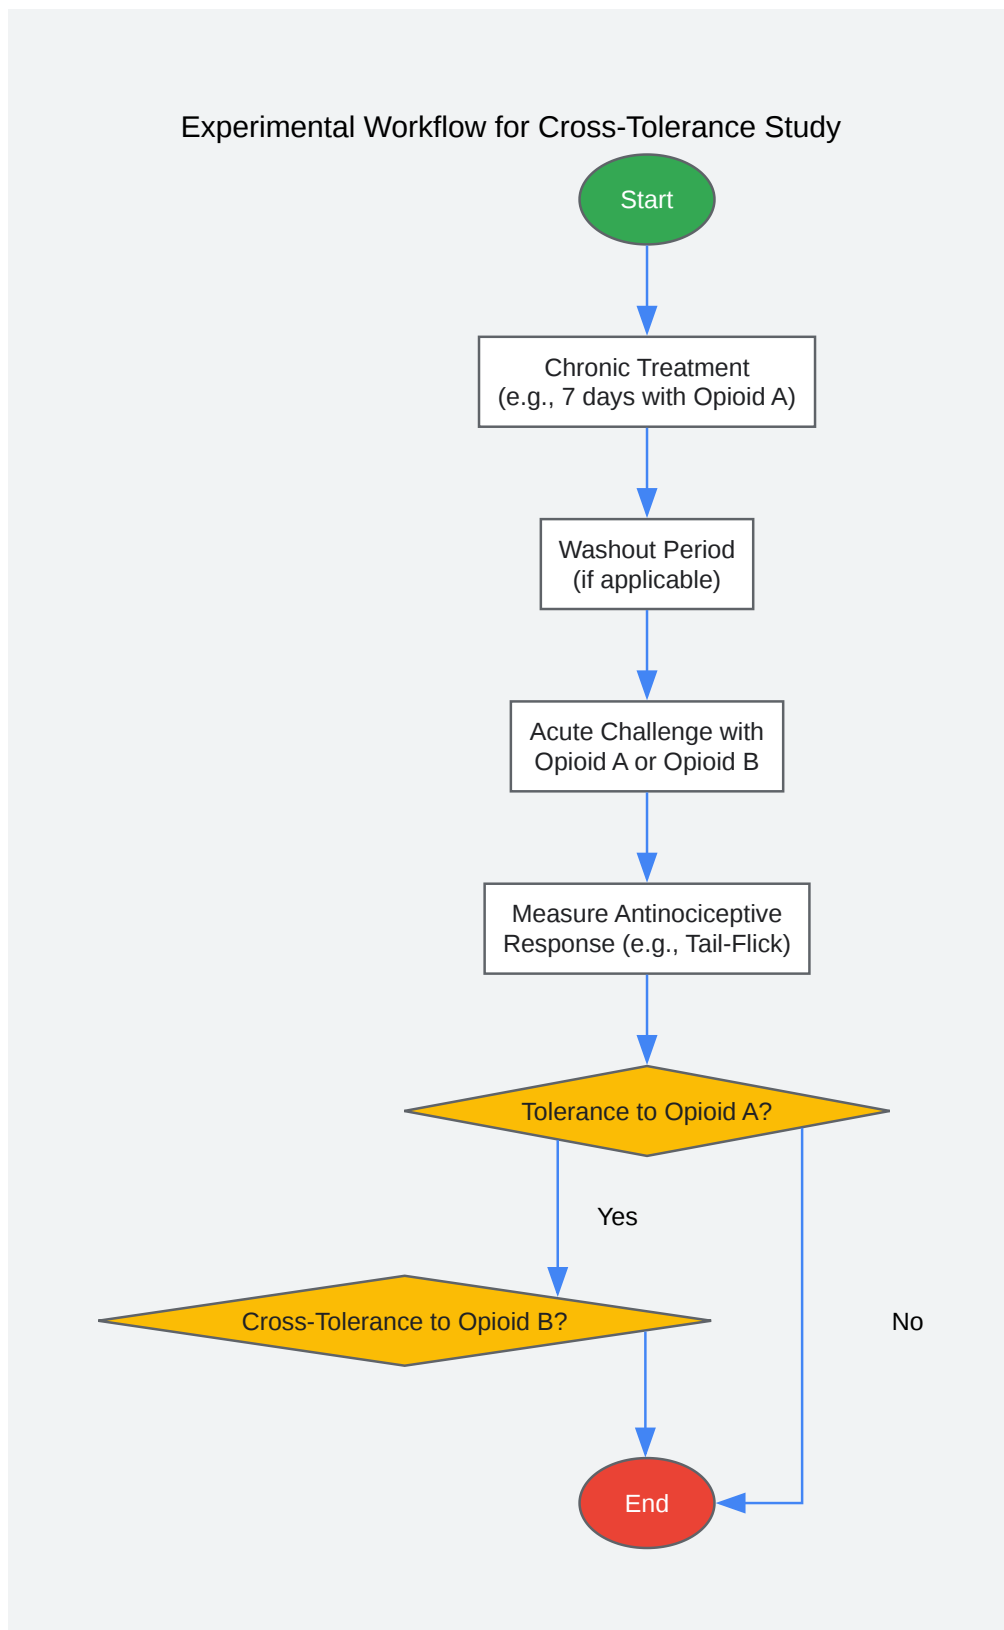 Experimental Workflow for Cross-Tolerance Study
Start
Chronic Treatment
(e.g., 7 days with Opioid A)
Washout Period
(if applicable)
Acute Challenge with
Opioid A or Opioid B
Measure Antinociceptive
Response (e.g., Tail-Flick)
Tolerance to Opioid A?
Yes
Cross-Tolerance to Opioid B?
No
End